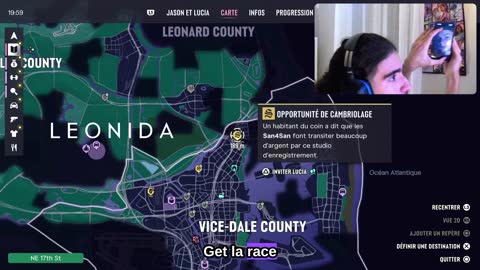 19:59
JASON ET LUCIA CARTE INFOS PROGRESSION
LEONARD COUNTY
COUNTY
LEONIDA
189 m
OPPORTUNITÉ DE CAMBRIOLAGE
Un habitant du coin a dit que les
San4San font transiter beaucoup
d'argent par ce studio
d'enregistrement.
INVITER LUCIA
Océan Atlantique
RECENTRER
VUE 2D
AJOUTER UN REPÈRE
DÉFINIR UNE DESTINATION
QUITTER
VICE-DALE COUNTY
NE 17th St
Get la race